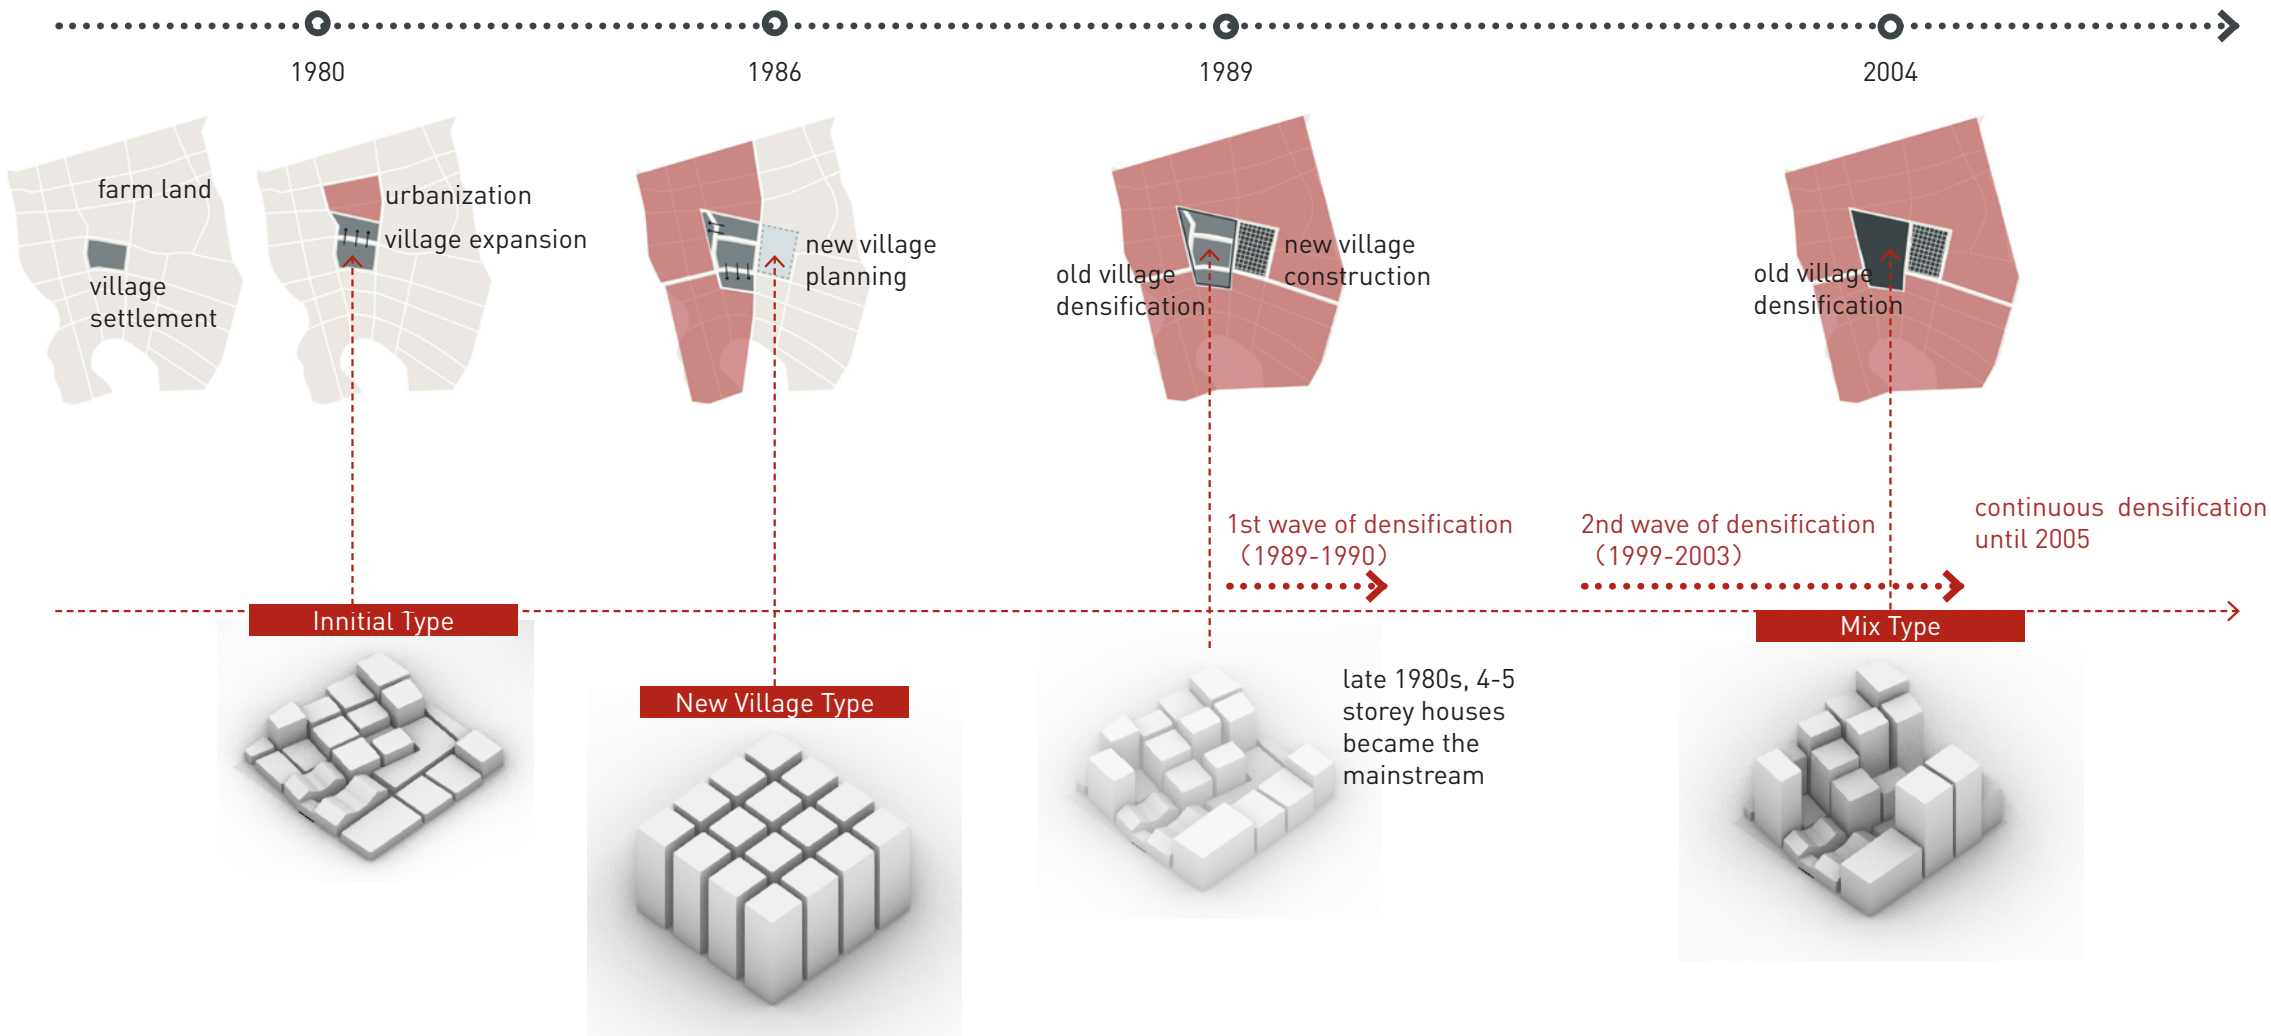 1980
1986
1989
2004
farm land
village
settlement
urbanization
village expansion
new village
planning
old village
densification
new village
construction
old village
densification
1st wave of densification
（1989-1990）
2nd wave of densification
（1999-2003）
continuous densification
until 2005
Innitial Type
New Village Type
late 1980s, 4-5
storey houses
became the
mainstream
Mix Type